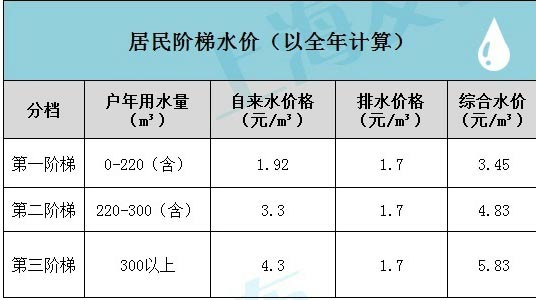 居民阶梯水价（以全年计算）
分档 户年用水量（m³） 自来水价格（元/m³） 排水价格（元/m³） 综合水价（元/m³）
第一阶梯 0-220（含） 1.92 1.7 3.45
第二阶梯 220-300（含） 3.3 1.7 4.83
第三阶梯 300以上 4.3 1.7 5.83